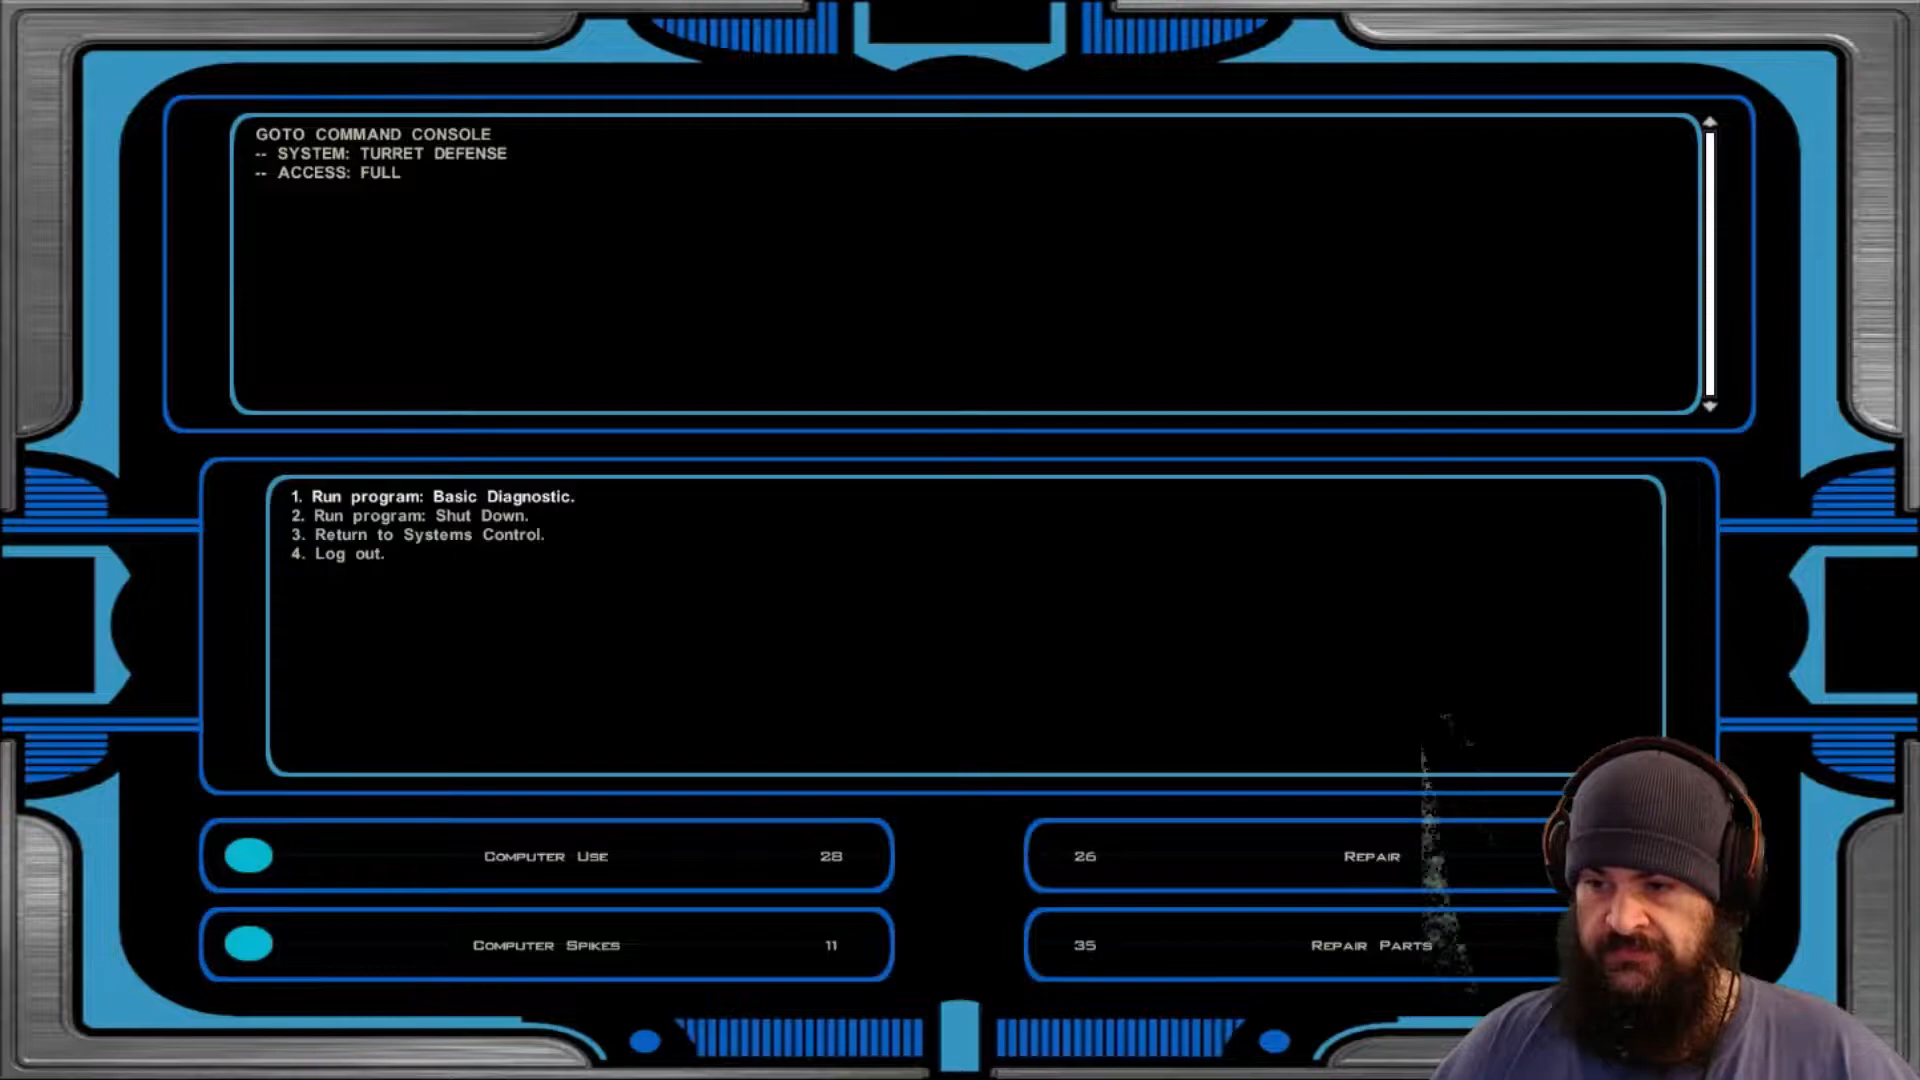 GOTO COMMAND CONSOLE
-- SYSTEM: TURRET DEFENSE
-- ACCESS: FULL
1. Run program: Basic Diagnostic.
2. Run program: Shut Down.
3. Return to Systems Control.
4. Log out.
COMPUTER USE 28
26 REPAIR
COMPUTER SPIKES 11
35 REPAIR PARTS